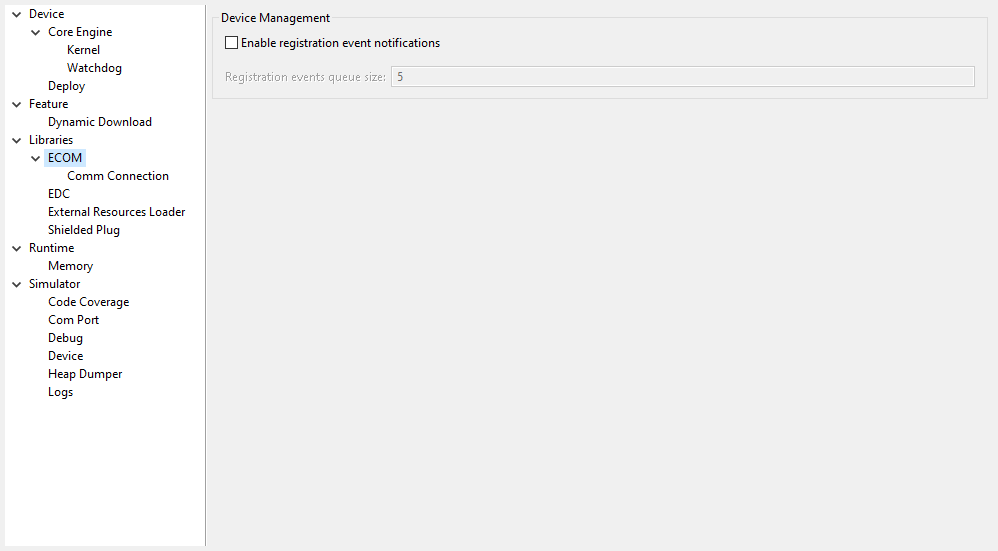 Device
Core Engine
Kernel
Watchdog
Deploy
Feature
Dynamic Download
Libraries
ECOM
Comm Connection
EDC
External Resources Loader
Shielded Plug
Runtime
Memory
Simulator
Code Coverage
Com Port
Debug
Device
Heap Dumper
Logs
Device Management
Enable registration event notifications
Registration events queue size: 5